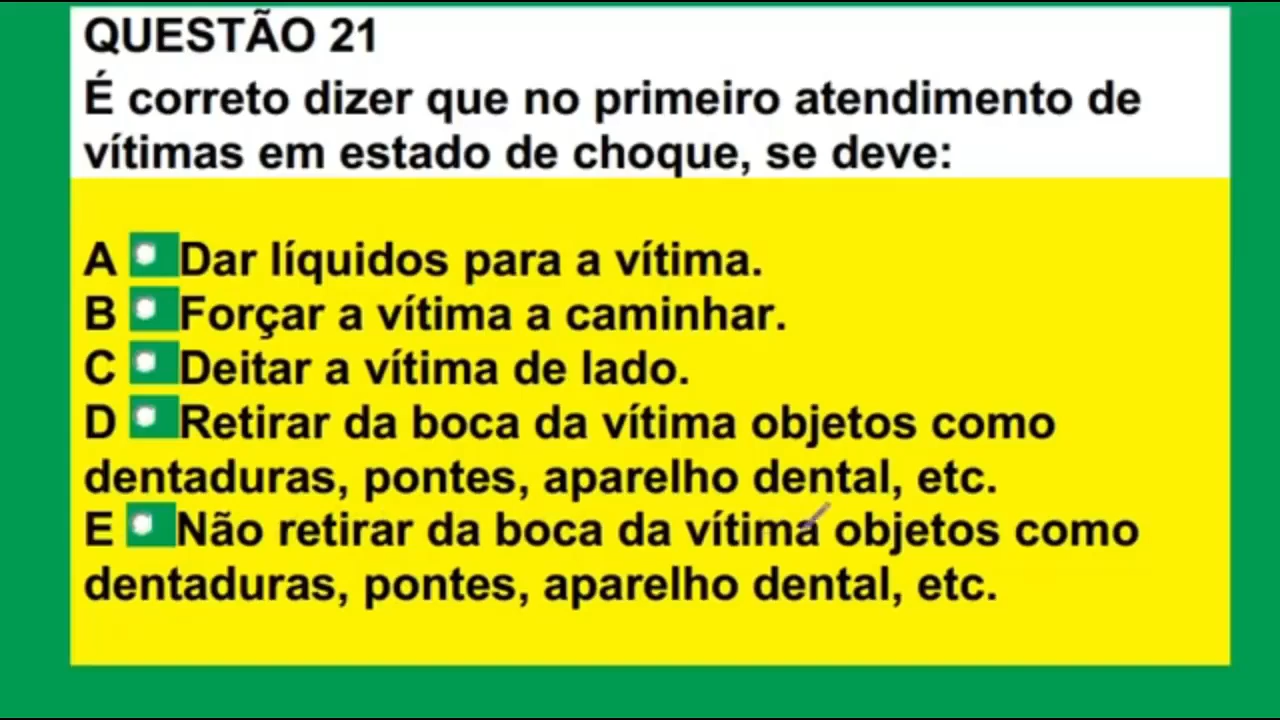 QUESTÃO 21
É correto dizer que no primeiro atendimento de
vítimas em estado de choque, se deve:
A Dar líquidos para a vítima.
B Forçar a vítima a caminhar.
C Deitar a vítima de lado.
D Retirar da boca da vítima objetos como
dentaduras, pontes, aparelho dental, etc.
E Não retirar da boca da vítima objetos como
dentaduras, pontes, aparelho dental, etc.